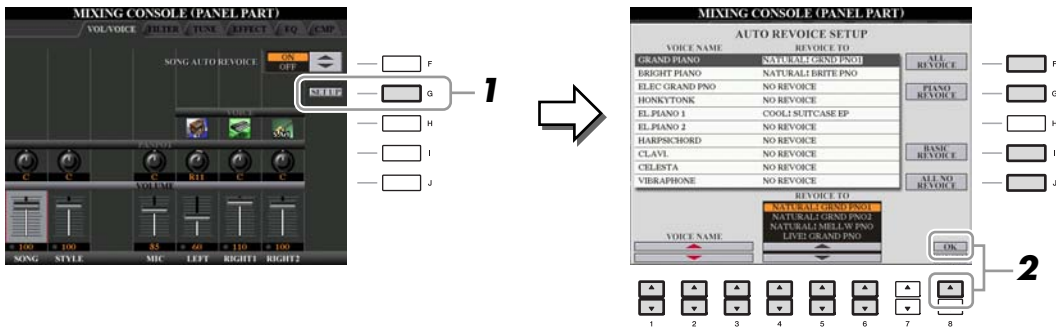 MIXING CONSOLE (PANEL PART)
VOL/VOICE FILTER TUNE EFFECT EQ CMP
SONG AUTO REVOICE ON
OFF
SETUP
VOICE
PANPOT
C C C R11 C C
VOLUME
100 100 85 60 110 100
SONG STYLE MIC LEFT RIGHT1 RIGHT2
F
G
H
I
J
1
MIXING CONSOLE (PANEL PART)
AUTO REVOICE SETUP
VOICE NAME REVOICE TO
GRAND PIANO NATURAL! GRND PNO1
BRIGHT PIANO NATURAL! BRITE PNO
ELEC GRAND PNO NO REVOICE
HONKYTONK NO REVOICE
EL.PIANO 1 COOL! SUITCASE EP
EL.PIANO 2 NO REVOICE
HARPSICHORD NO REVOICE
CLAVI. NO REVOICE
CELESTA NO REVOICE
VIBRAPHONE NO REVOICE
ALL
REVOICE
PIANO
REVOICE
BASIC
REVOICE
ALL NO
REVOICE
REVOICE TO
NATURAL! GRND PNO1
NATURAL! GRND PNO2
NATURAL! MELLW PNO
LIVE! GRAND PNO
VOICE NAME
OK
F
G
H
I
J
2
1 2 3 4 5 6 7 8